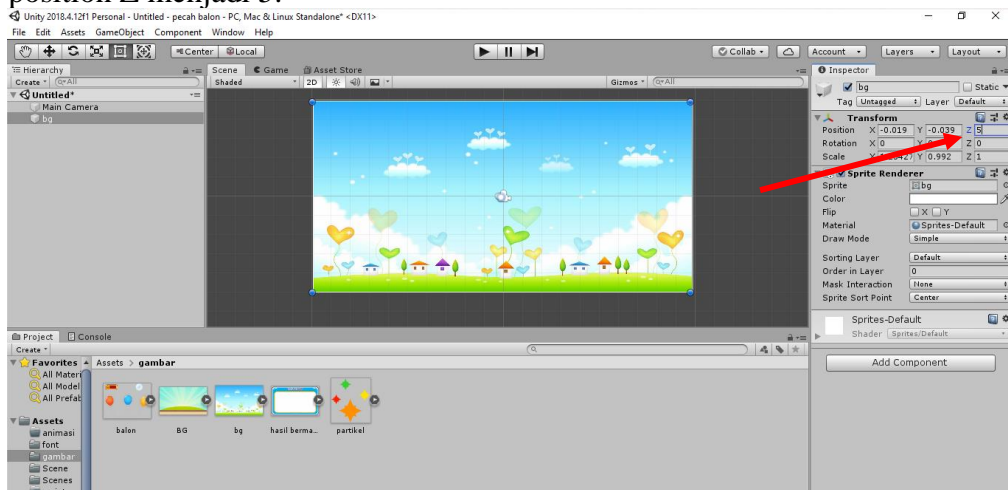 position Z menjadi 5.
Unity 2018.4.12f1 Personal - Untitled - pecah balon - PC, Mac & Linux Standalone* <DX11>
File Edit Assets GameObject Component Window Help
Center Local Collab Account Layers Layout
Hierarchy Scene Game Asset Store Inspector
Create All Shaded 2D Gizmos All bg Static
Untitled* Tag Untagged Layer Default
Main Camera Transform
bg Position X -0.019 Y -0.039 Z 5
Rotation X 0 Y Z 0
Scale X Y 0.992 Z 1
Sprite Renderer
Sprite bg
Color
Flip X Y
Material Sprites-Default
Draw Mode Simple
Sorting Layer Default
Order in Layer 0
Mask Interaction None
Sprite Sort Point Center
Sprites-Default
Shader Sprites/Default
Add Component
Project Console
Create
Favorites Assets > gambar
All Materi
All Model
All Prefab
Assets
animasi balon BG bg hasil berma... partikel
font
gambar
Scene
Scenes